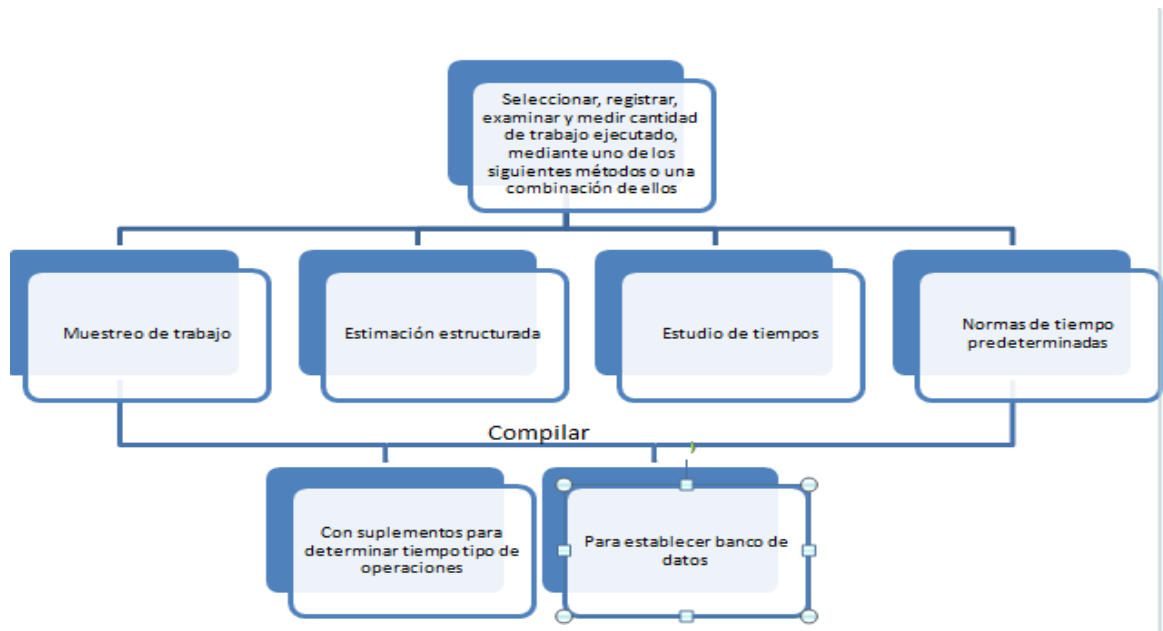 Seleccionar, registrar,
examinar y medir cantidad
de trabajo ejecutado,
mediante uno de los
siguientes métodos o una
combinación de ellos
Muestreo de trabajo
Estimación estructurada
Estudio de tiempos
Normas de tiempo
predeterminadas
Compilar
Con suplementos para
determinar tiempo tipo de
operaciones
Para establecer banco de
datos